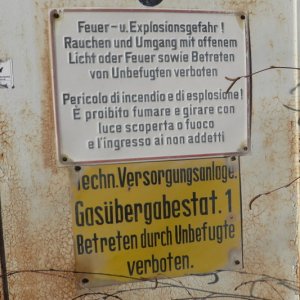 Feuer-u. Explosionsgefahr!
Rauchen und Umgang mit offenem
Licht oder Feuer sowie Betreten
von Unbefugten verboten
Pericolo di incendio e di esplosione!
È proibito fumare e girare con
luce scoperta o fuoco
e l'ingresso ai non addetti
Techn. Versorgungsanlage.
Gasübergabestat. 1
Betreten durch Unbefugte
verboten.